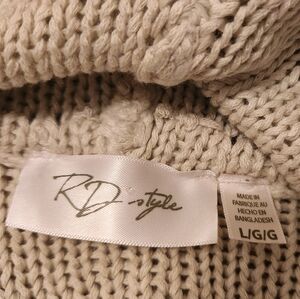 RD style
MADE IN
FABRIQUÉ AU
HECHO EN
BANGLADESH
L/G/G